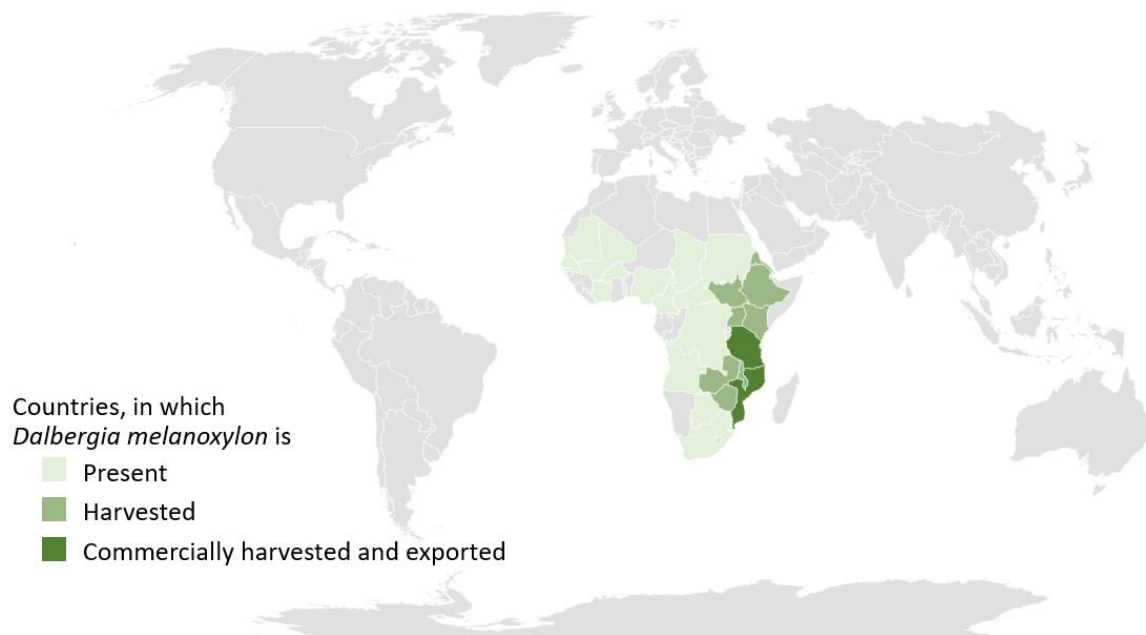 Countries, in which
Dalbergia melanoxylon is
Present
Harvested
Commercially harvested and exported